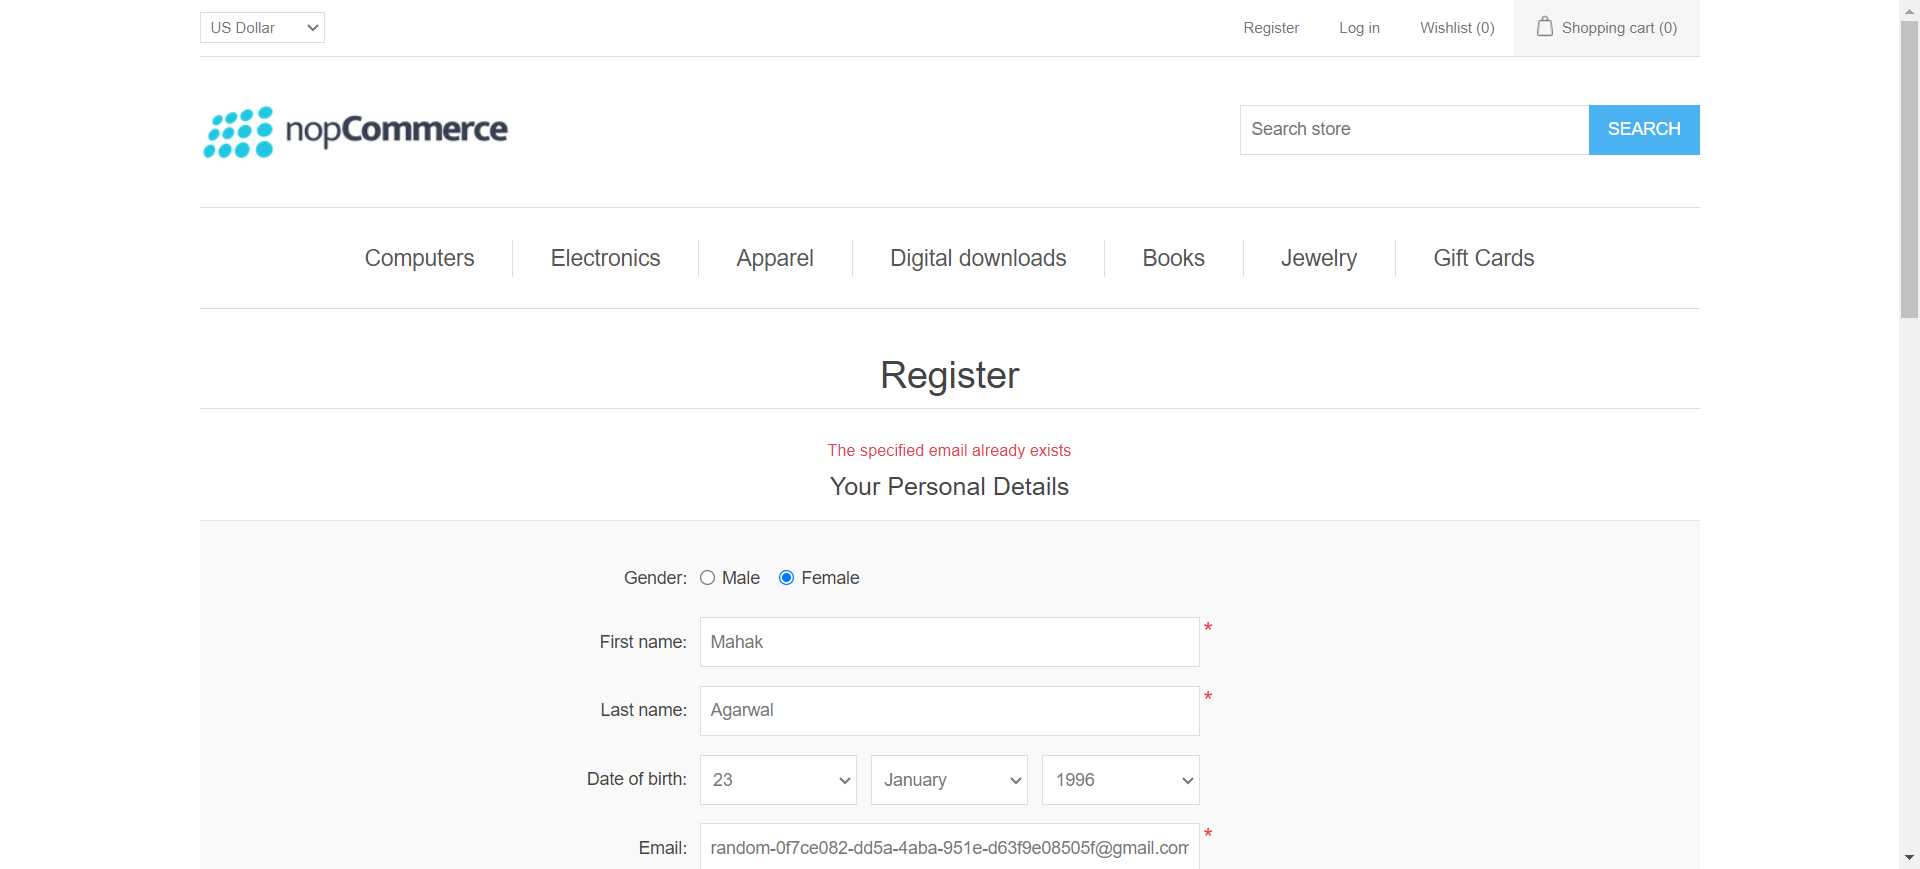 US Dollar Register Log in Wishlist (0) Shopping cart (0)
nopCommerce Search store SEARCH
Computers Electronics Apparel Digital downloads Books Jewelry Gift Cards
Register
The specified email already exists
Your Personal Details
Gender: Male Female
First name: Mahak *
Last name: Agarwal *
Date of birth: 23 January 1996
Email: random-0f7ce082-dd5a-4aba-951e-d63f9e08505f@gmail.com *